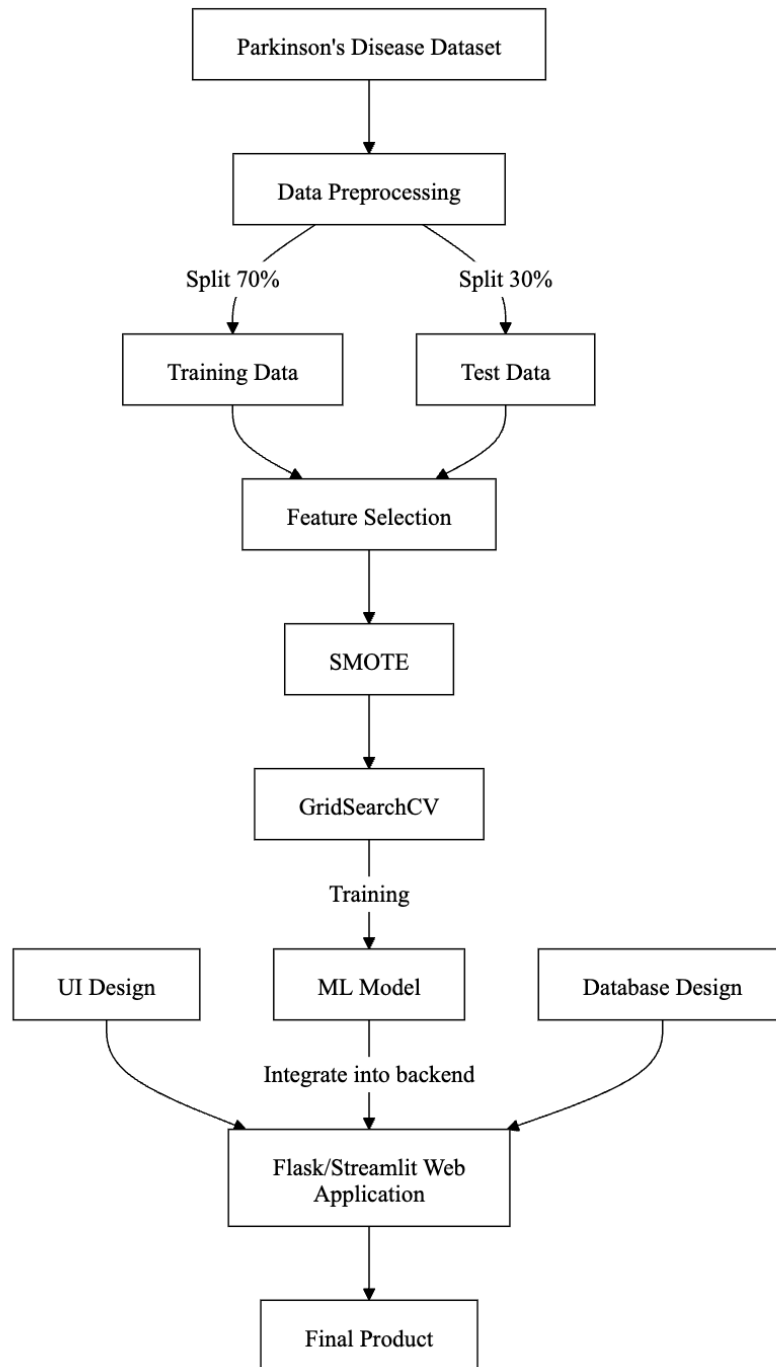 Parkinson's Disease Dataset
Data Preprocessing
Split 70%
Split 30%
Training Data
Test Data
Feature Selection
SMOTE
GridSearchCV
Training
UI Design
ML Model
Database Design
Integrate into backend
Flask/Streamlit Web
Application
Final Product